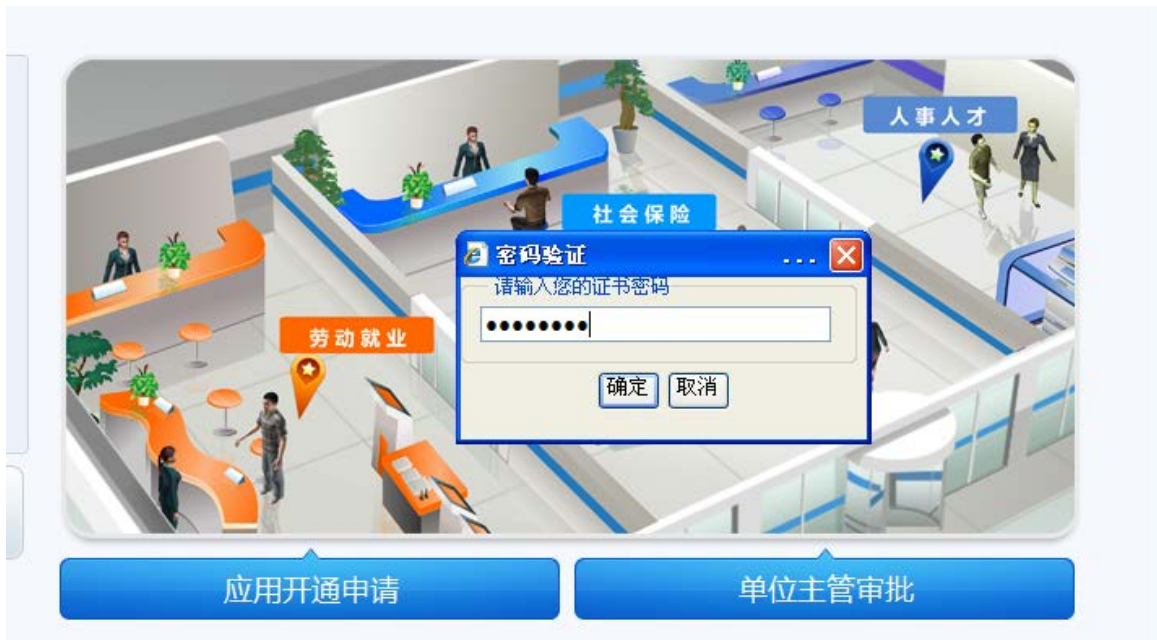 人事人才
社会保险
密码验证 ...
请输入您的证书密码
●●●●●●●●
劳动就业
确定 取消
应用开通申请 单位主管审批